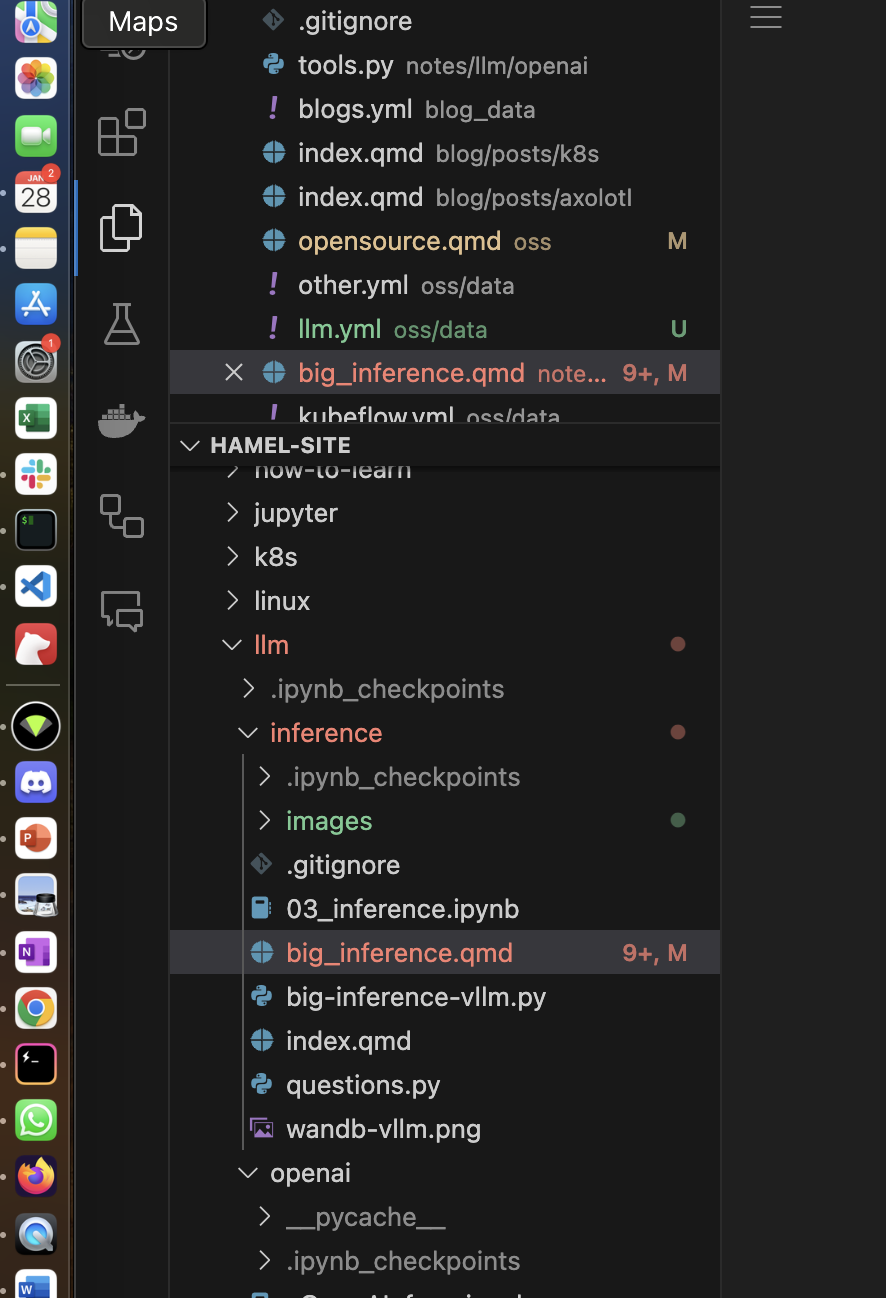 Maps
.gitignore
tools.py notes/llm/openai
! blogs.yml blog_data
index.qmd blog/posts/k8s
JAN 2
28
index.qmd blog/posts/axolotl
opensource.qmd oss M
! other.yml oss/data
! llm.yml oss/data U
1
big_inference.qmd note... 9+, M
! kubeflow.yml oss/data
HAMEL-SITE
how-to-learn
$
jupyter
k8s
linux
llm
.ipynb_checkpoints
inference
.ipynb_checkpoints
images
P
.gitignore
03_inference.ipynb
N
big_inference.qmd 9+, M
big-inference-vllm.py
index.qmd
questions.py
wandb-vllm.png
openai
__pycache__
.ipynb_checkpoints
W